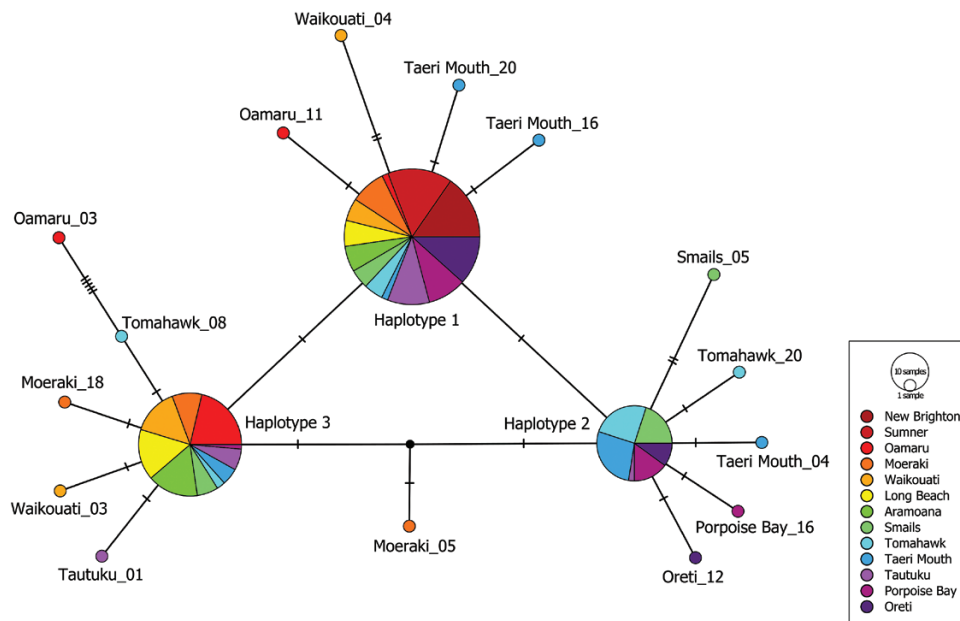 Waikouati_04
Taeri Mouth_20
Oamaru_11
Taeri Mouth_16
Oamaru_03
Smails_05
Haplotype 1
Tomahawk_08
Tomahawk_20
Moeraki_18
Haplotype 3
Haplotype 2
Taeri Mouth_04
Waikouati_03
Porpoise Bay_16
Moeraki_05
Tautuku_01
Oreti_12
10 samples
1 sample
New Brighton
Sumner
Oamaru
Moeraki
Waikouati
Long Beach
Aramoana
Smails
Tomahawk
Taeri Mouth
Tautuku
Porpoise Bay
Oreti